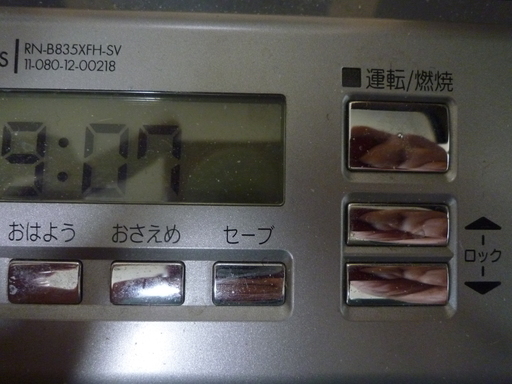 s RN-B835XFH-SV
11-080-12-00218
運転/燃焼
9:17
おはよう おさえめ セーブ
ロック